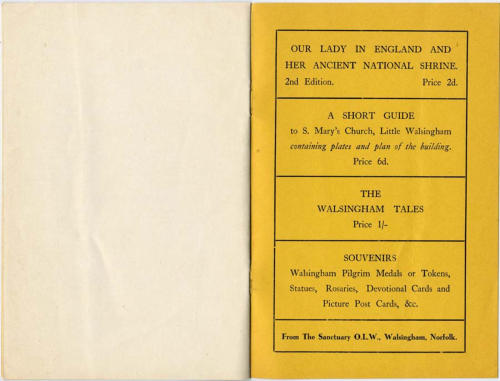 OUR LADY IN ENGLAND AND
HER ANCIENT NATIONAL SHRINE.
2nd Edition. Price 2d.
A SHORT GUIDE
to S. Mary's Church, Little Walsingham
containing plates and plan of the building.
Price 6d.
THE
WALSINGHAM TALES
Price 1/-
SOUVENIRS
Walsingham Pilgrim Medals or Tokens,
Statues, Rosaries, Devotional Cards and
Picture Post Cards, &c.
From The Sanctuary O.L.W., Walsingham, Norfolk.